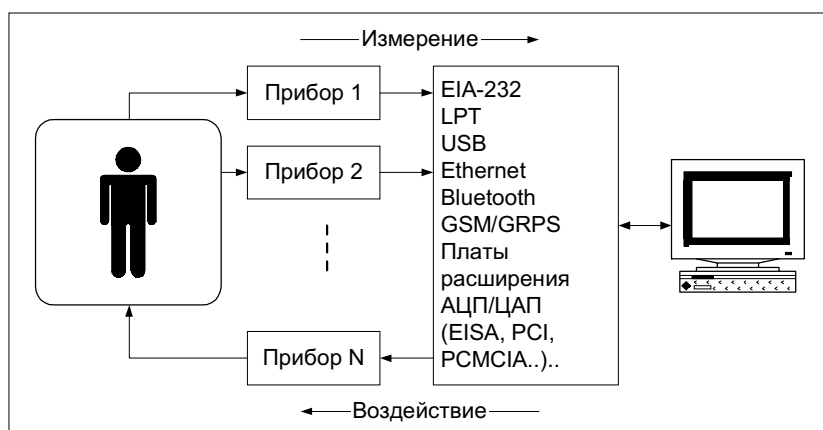 Измерение
Прибор 1
Прибор 2
Прибор N
EIA-232
LPT
USB
Ethernet
Bluetooth
GSM/GRPS
Платы
расширения
АЦП/ЦАП
(EISA, PCI,
PCMCIA..)..
Воздействие